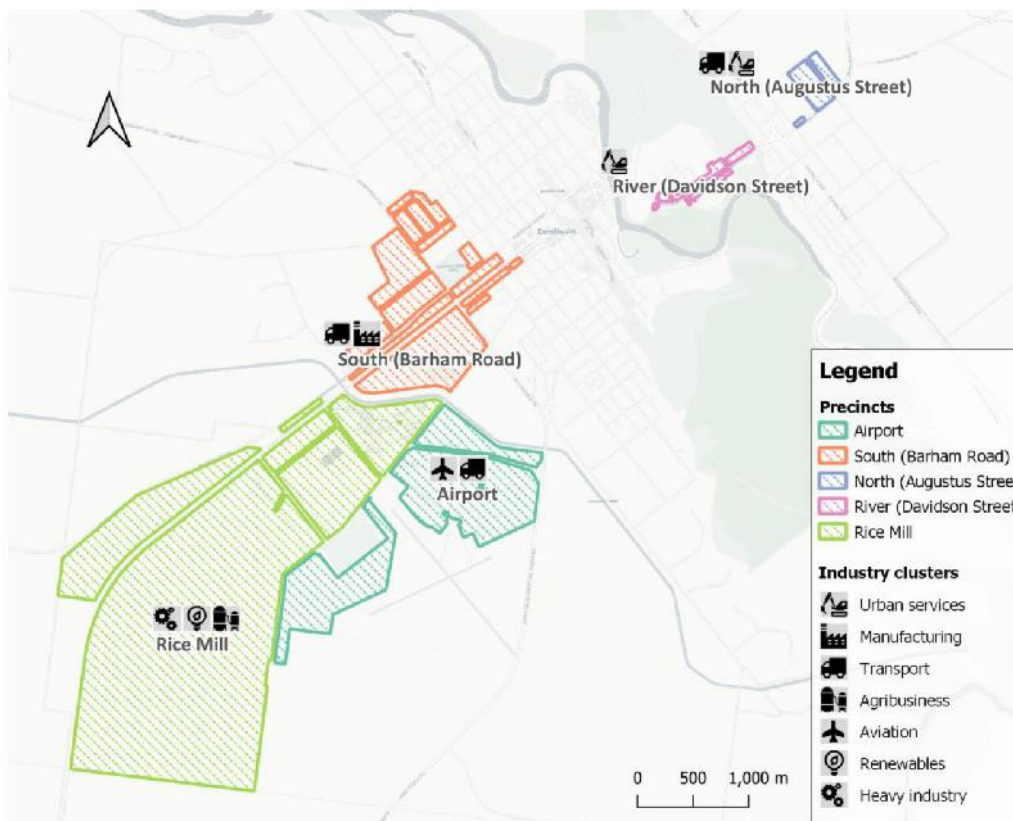 North (Augustus Street)
River (Davidson Street)
South (Barham Road)
Airport
Rice Mill
Legend
Precincts
Airport
South (Barham Road)
North (Augustus Stree
River (Davidson Street
Rice Mill
Industry clusters
Urban services
Manufacturing
Transport
Agribusiness
Aviation
Renewables
Heavy industry
0 500 1,000 m